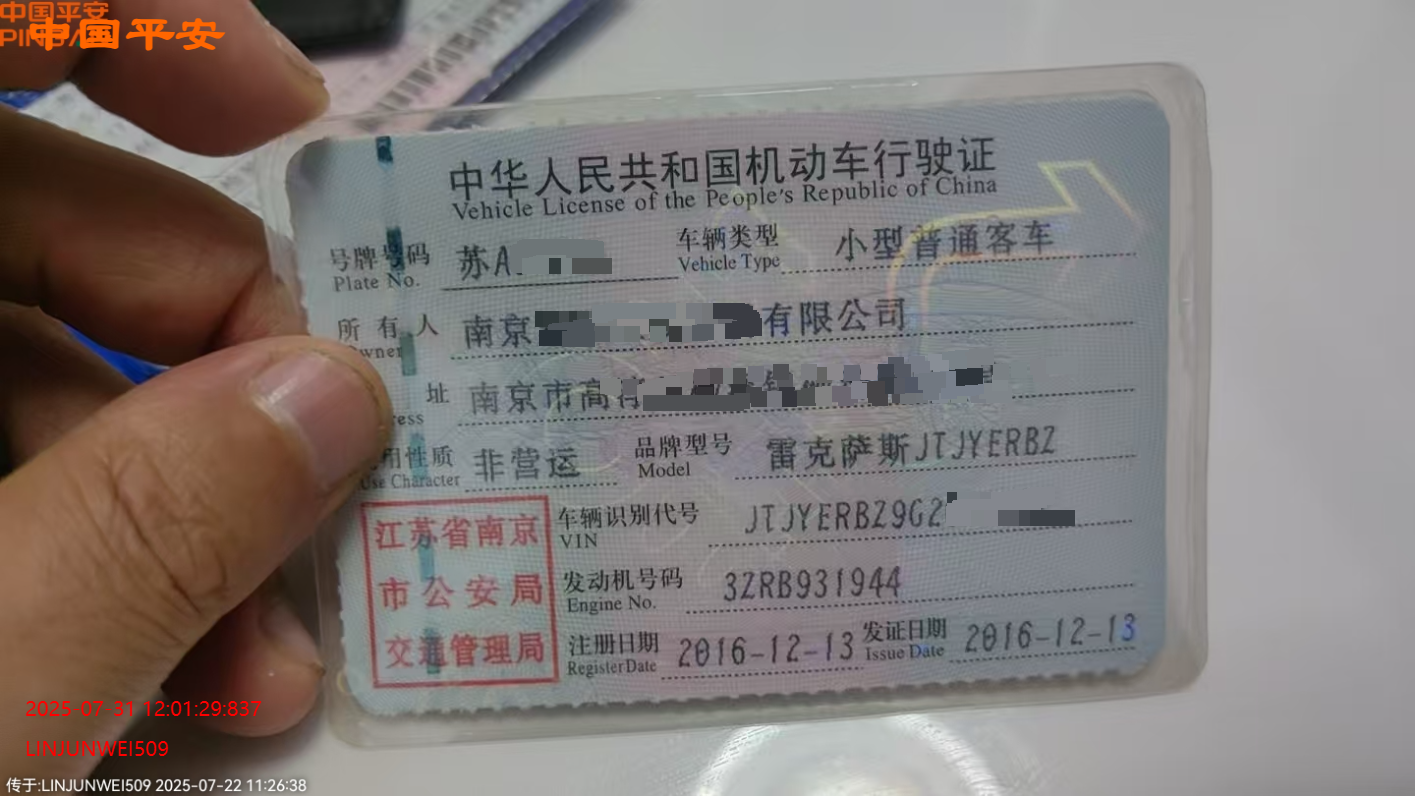 中国平安
中国平安
中华人民共和国机动车行驶证
Vehicle License of the People's Republic of China
号牌号码 苏A. 车辆类型 小型普通客车
Plate No. Vehicle Type
所有人 南京 有限公司
Owner
址 南京市高
ress
用性质 非营运 品牌型号 雷克萨斯JTJYERBZ
Use Character Model
车辆识别代号 JTJYERBZ9G2
VIN
发动机号码 3ZRB931944
Engine No.
注册日期 2016-12-13 发证日期 2016-12-13
Register Date Issue Date
江苏省南京
市公安局
交通管理局
2025-07-31 12:01:29:837
LINJUNWEI509
传于:LINJUNWEI509 2025-07-22 11:26:38